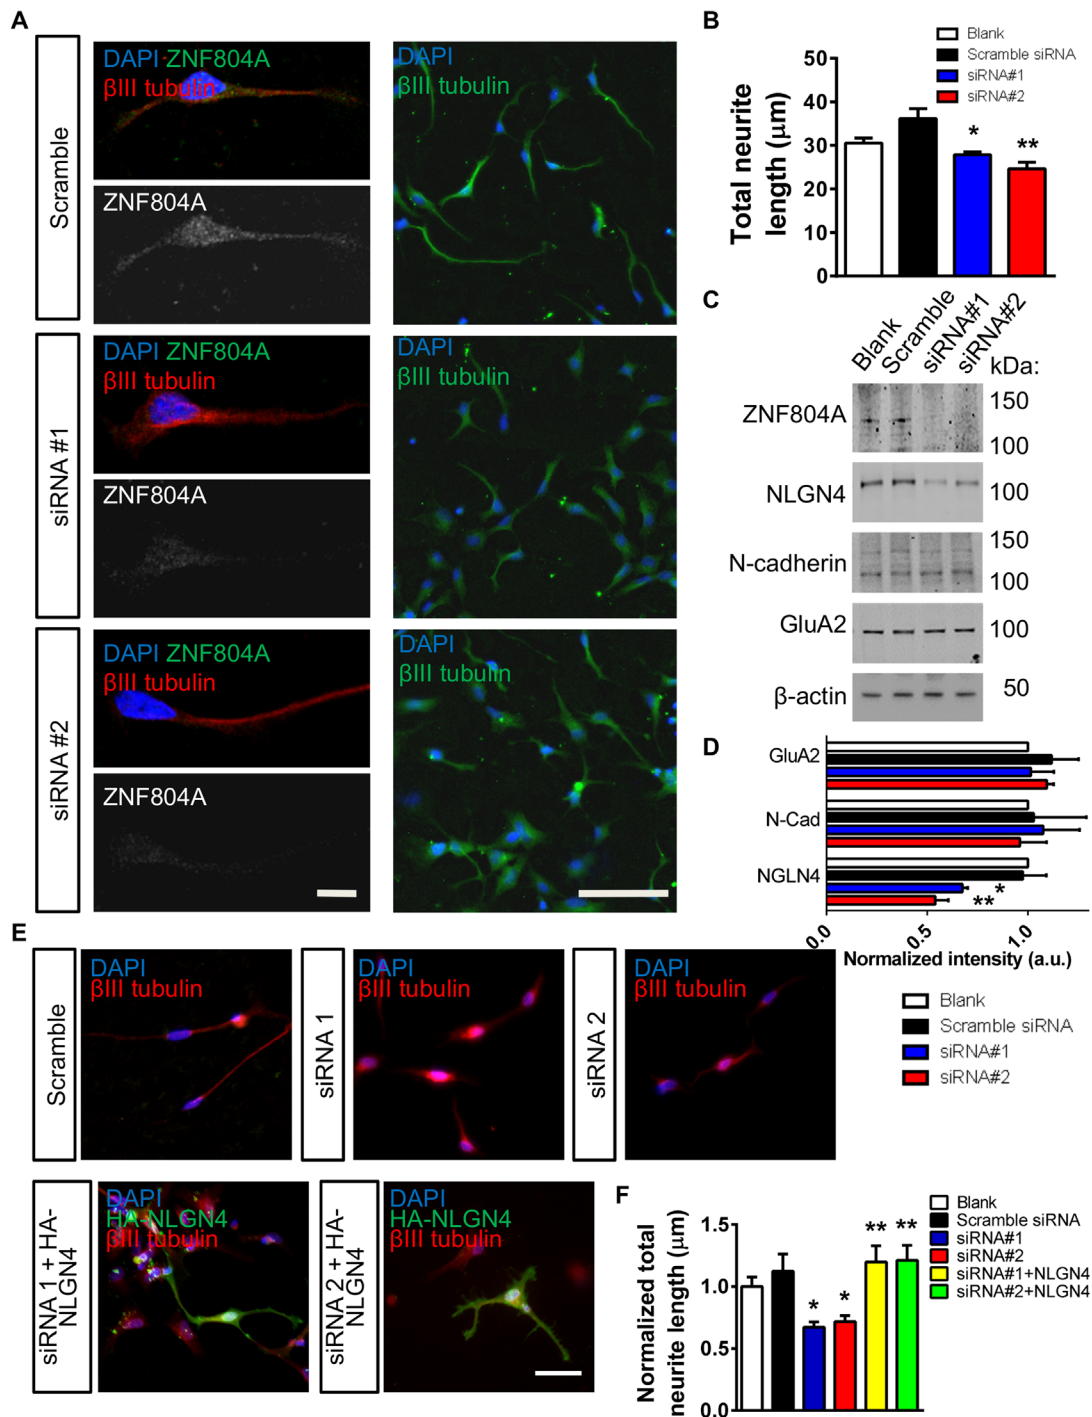 A
Scramble
DAPI ZNF804A
βIII tubulin
ZNF804A
DAPI
βIII tubulin
siRNA #1
DAPI ZNF804A
βIII tubulin
ZNF804A
DAPI
βIII tubulin
siRNA #2
DAPI ZNF804A
βIII tubulin
ZNF804A
DAPI
βIII tubulin
B
Blank
Scramble siRNA
siRNA#1
siRNA#2
Total neurite
length (μm)
50
40
30
20
10
0
*
**
C
Blank
Scramble
siRNA#1
siRNA#2
kDa:
ZNF804A
150
100
NLGN4
100
N-cadherin
150
100
GluA2
100
β-actin
50
D
GluA2
N-Cad
NGLN4
*
**
0.0
0.5
1.0
Normalized intensity (a.u.)
Blank
Scramble siRNA
siRNA#1
siRNA#2
E
Scramble
DAPI
βIII tubulin
siRNA 1
DAPI
βIII tubulin
siRNA 2
DAPI
βIII tubulin
siRNA 1 + HA-
NLGN4
DAPI
HA-NLGN4
βIII tubulin
siRNA 2 + HA-
NLGN4
DAPI
HA-NLGN4
βIII tubulin
F
Blank
Scramble siRNA
siRNA#1
siRNA#2
siRNA#1+NLGN4
siRNA#2+NLGN4
Normalized total
neurite length (μm)
1.5
1.0
0.5
0.0
*
*
**
**